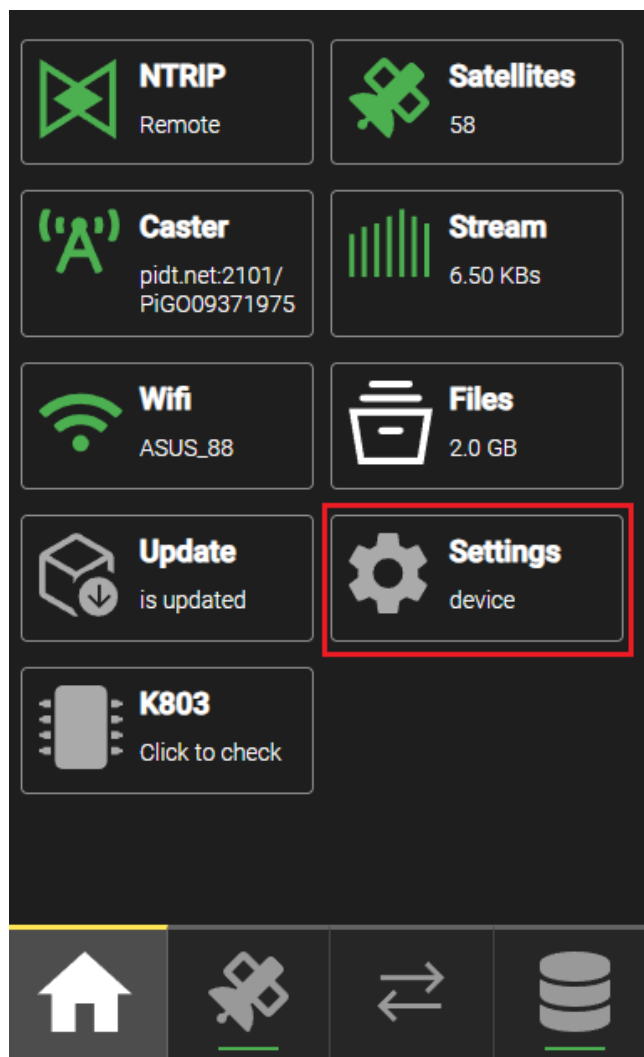 NTRIP
Remote
Satellites
58
Caster
pidt.net:2101/
PiGO09371975
Stream
6.50 KBs
Wifi
ASUS_88
Files
2.0 GB
Update
is updated
Settings
device
K803
Click to check